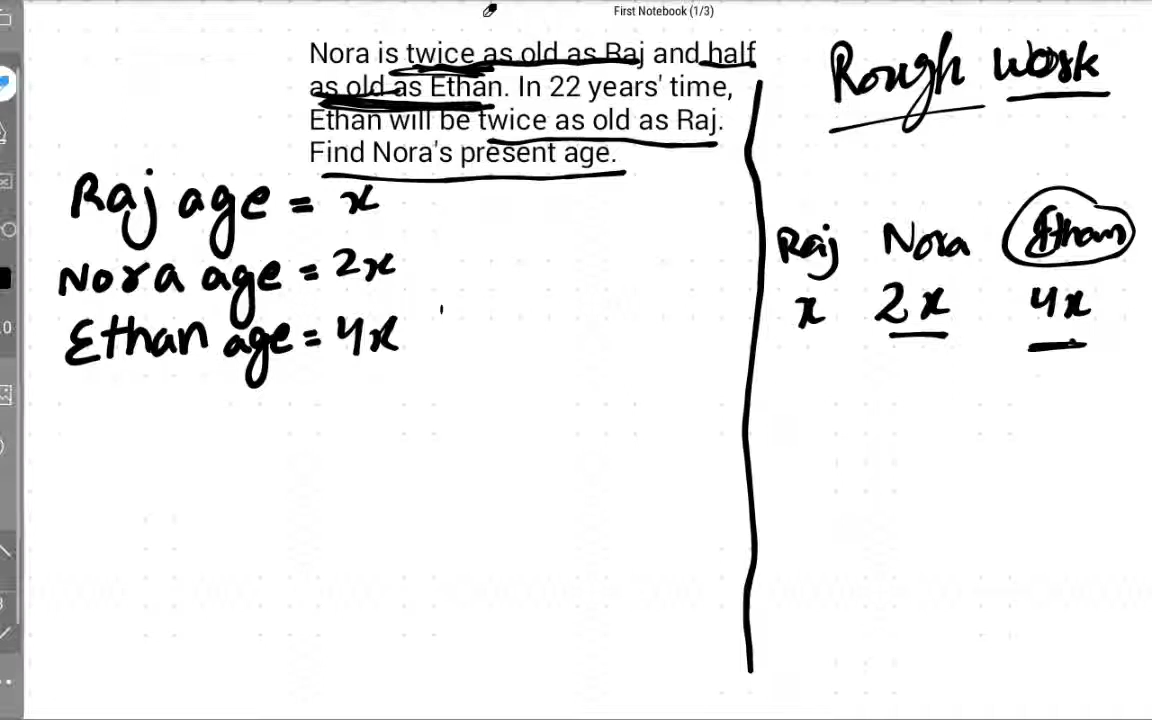 First Notebook (1/3)
Nora is twice as old as Raj and half
as old as Ethan. In 22 years' time,
Ethan will be twice as old as Raj.
Find Nora's present age.
Rough Work
Raj age = x
Nora age = 2x
Ethan age = 4x
Raj Nora Ethan
x 2x 4x